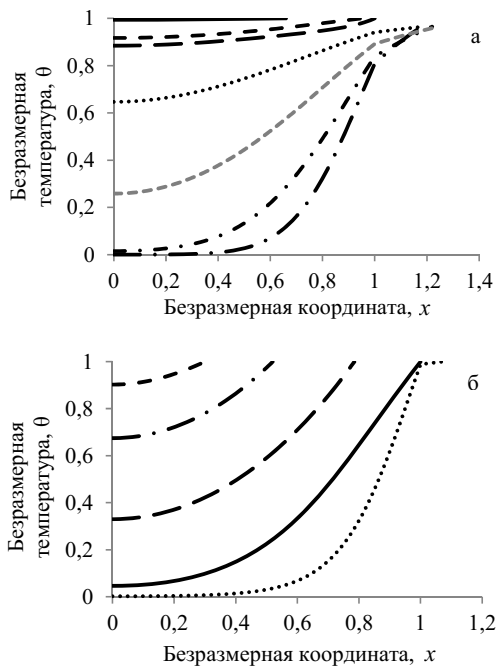 1
0,8
0,6
0,4
0,2
0
Безразмерная
температура, θ
а
0 0,2 0,4 0,6 0,8 1 1,2 1,4
Безразмерная координата, x
1
0,8
0,6
0,4
0,2
0
Безразмерная
температура, θ
б
0 0,2 0,4 0,6 0,8 1 1,2
Безразмерная координата, x